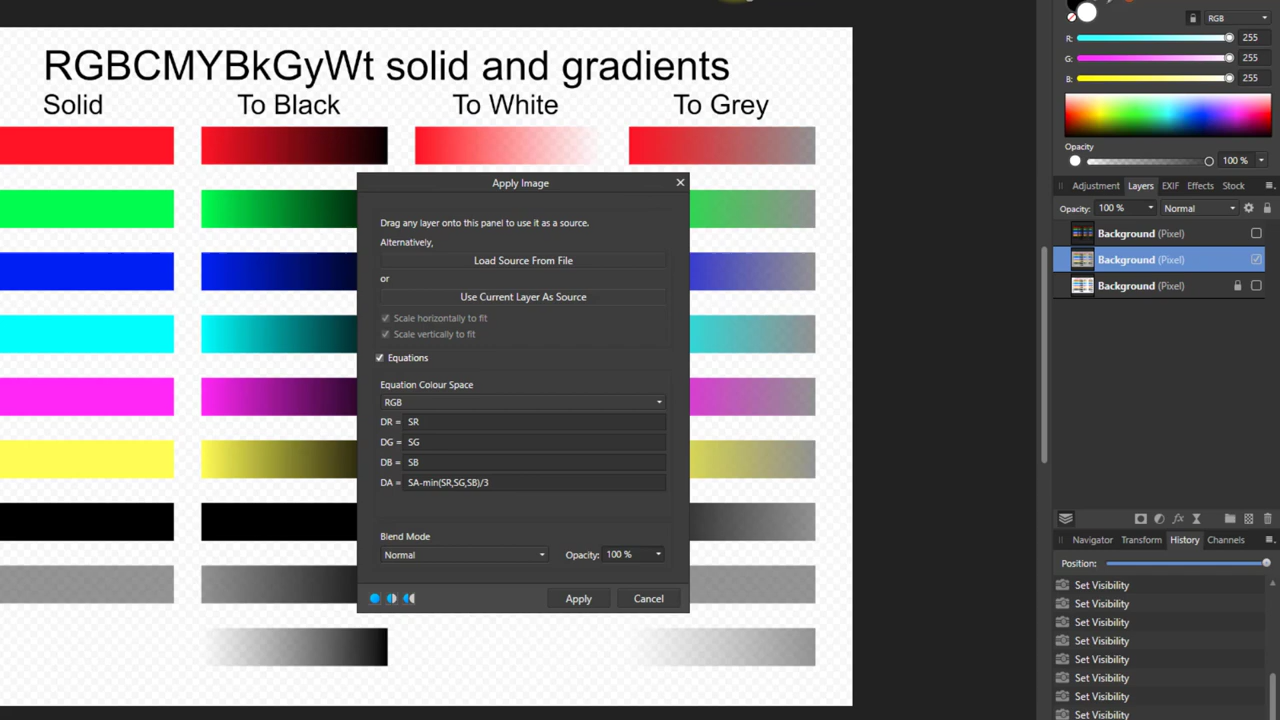 RGB
R: 255
G: 255
B: 255
RGBCMYBkGyWt solid and gradients
Solid To Black To White To Grey
Opacity
100 %
Adjustment Layers EXIF Effects Stock
Opacity: 100 % Normal
Background (Pixel)
Background (Pixel)
Background (Pixel)
Apply Image
Drag any layer onto this panel to use it as a source.
Alternatively,
Load Source From File
or
Use Current Layer As Source
Scale horizontally to fit
Scale vertically to fit
Equations
Equation Colour Space
RGB
DR = SR
DG = SG
DB = SB
DA = SA-min(SR,SG,SB)/3
Blend Mode
Normal Opacity: 100 %
Apply Cancel
fx
Navigator Transform History Channels
Position:
Set Visibility
Set Visibility
Set Visibility
Set Visibility
Set Visibility
Set Visibility
Set Visibility
Set Visibility